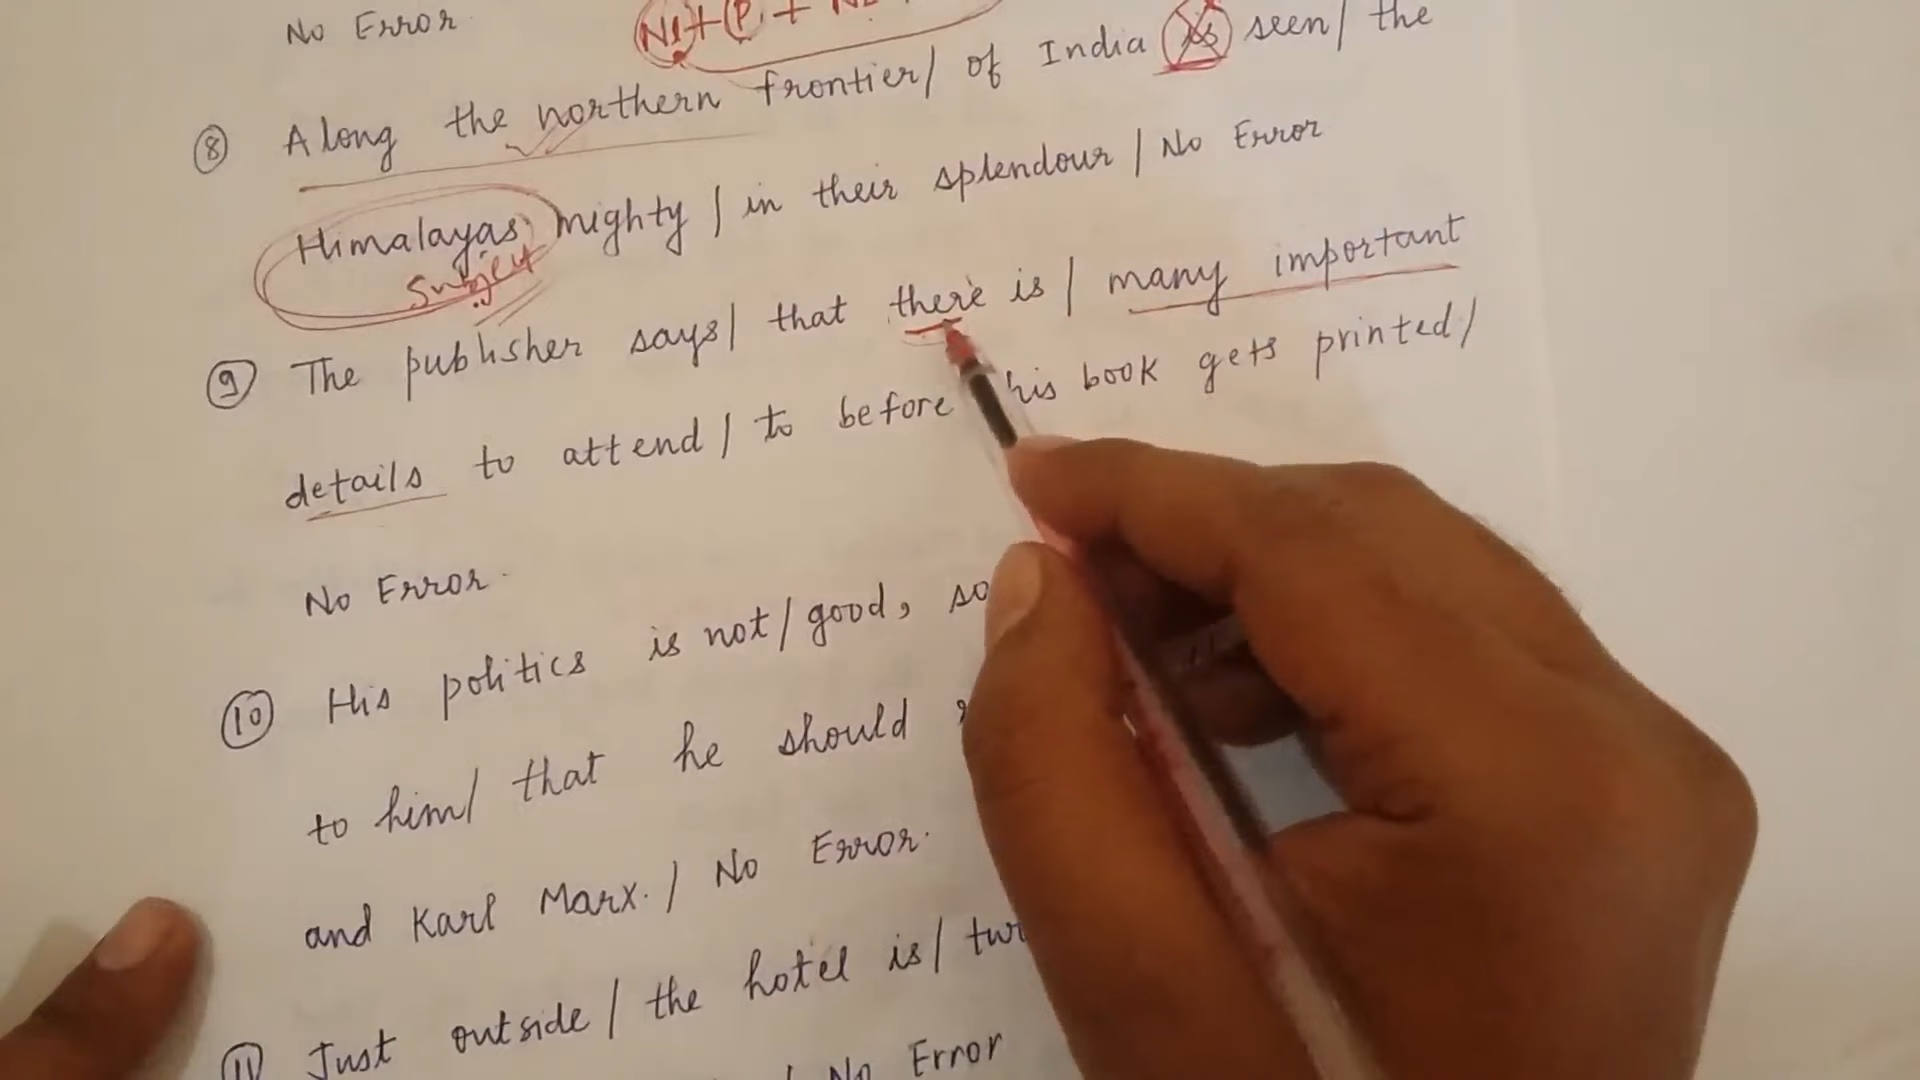 No Error
N1 + P + N2
⑧ Along the northern frontier/ of India is seen/ the
Himalayas mighty / in their splendour / No Error
Subject
⑨ The publisher says/ that there is / many important
details to attend / to before his book gets printed/
No Error.
⑩ His politics is not / good, so
to him/ that he should
and Karl Marx. / No Error.
⑪ Just outside / the hotel is/
/ No Error